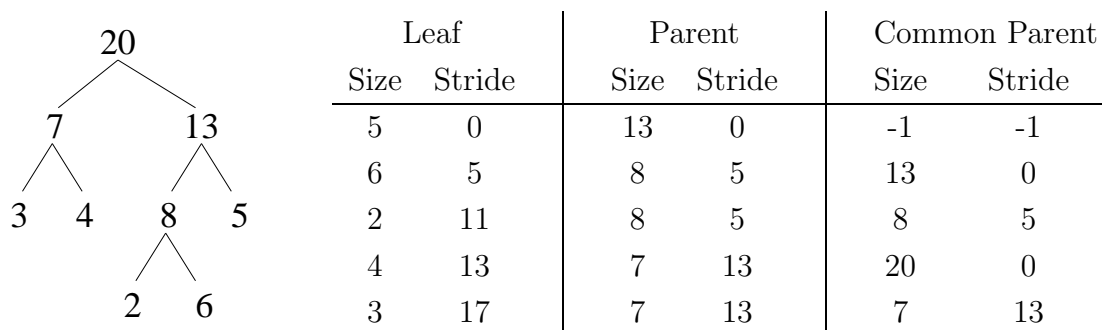 20
7 13
3 4 8 5
2 6
Leaf Parent Common Parent
Size Stride Size Stride Size Stride
5 0 13 0 -1 -1
6 5 8 5 13 0
2 11 8 5 8 5
4 13 7 13 20 0
3 17 7 13 7 13